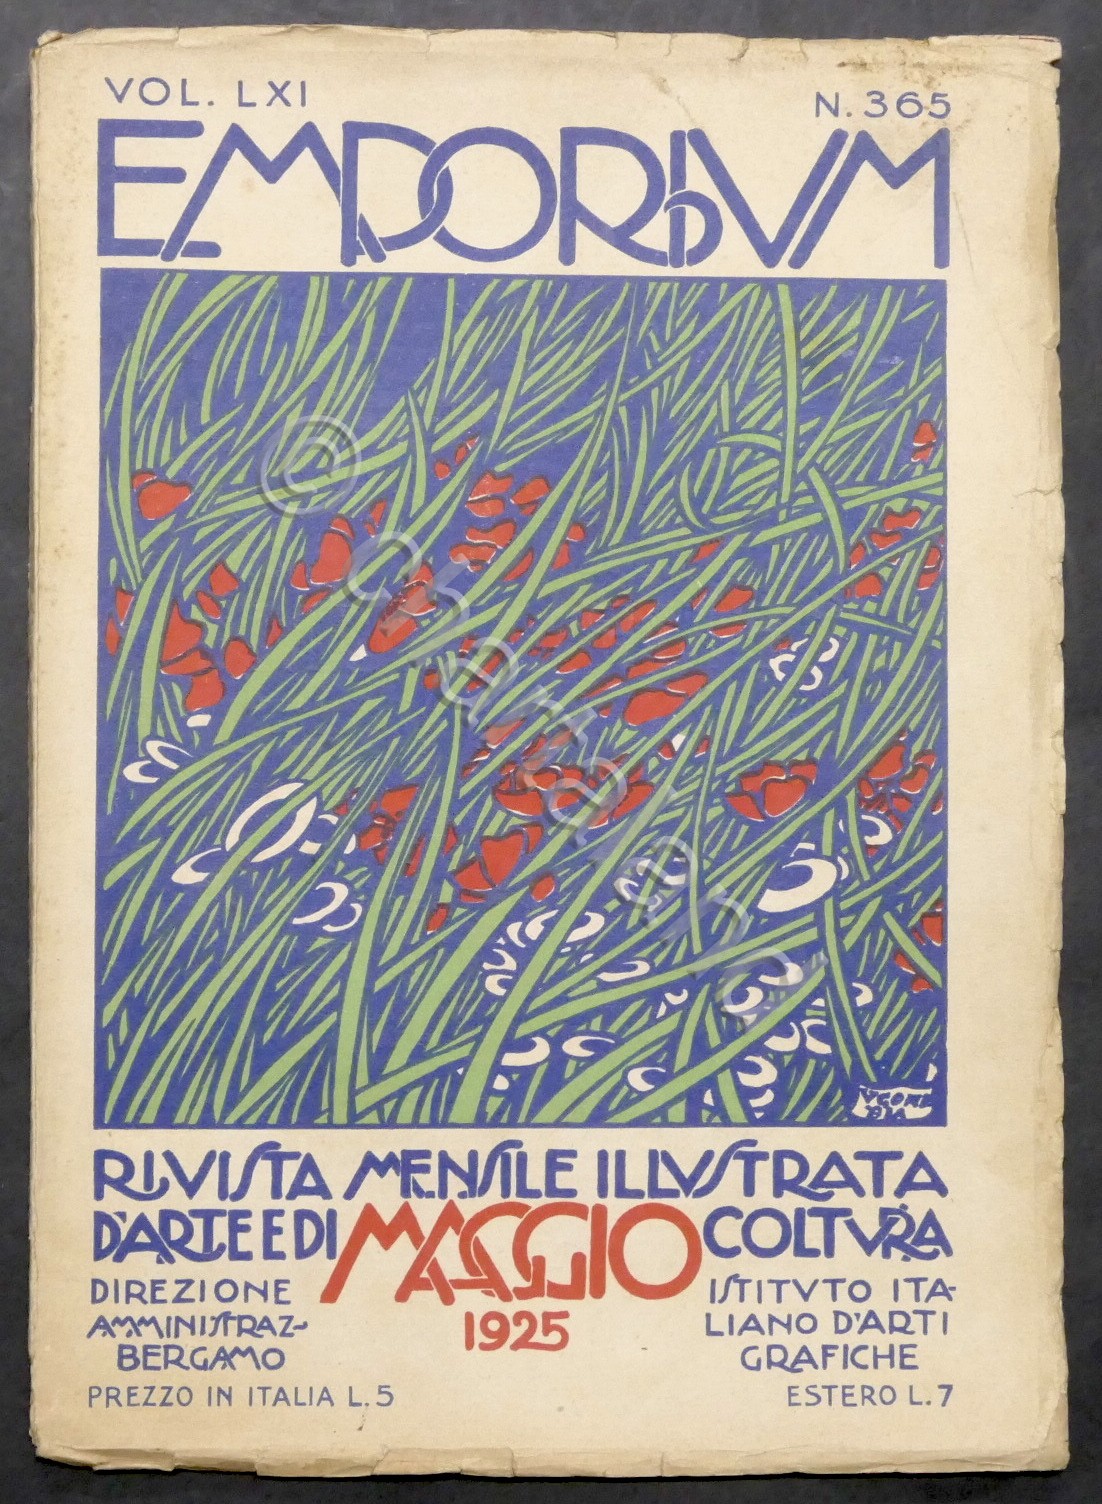 VOL. LXI
N. 365
EMPORIVM
© chartaland
RIVISTA MENSILE ILLVSTRATA
D'ARTE E DI MAGGIO COLTVRA
1925
DIREZIONE
AMMINISTRAZ-
BERGAMO
ISTITVTO ITA-
LIANO D'ARTI
GRAFICHE
PREZZO IN ITALIA L. 5
ESTERO L. 7